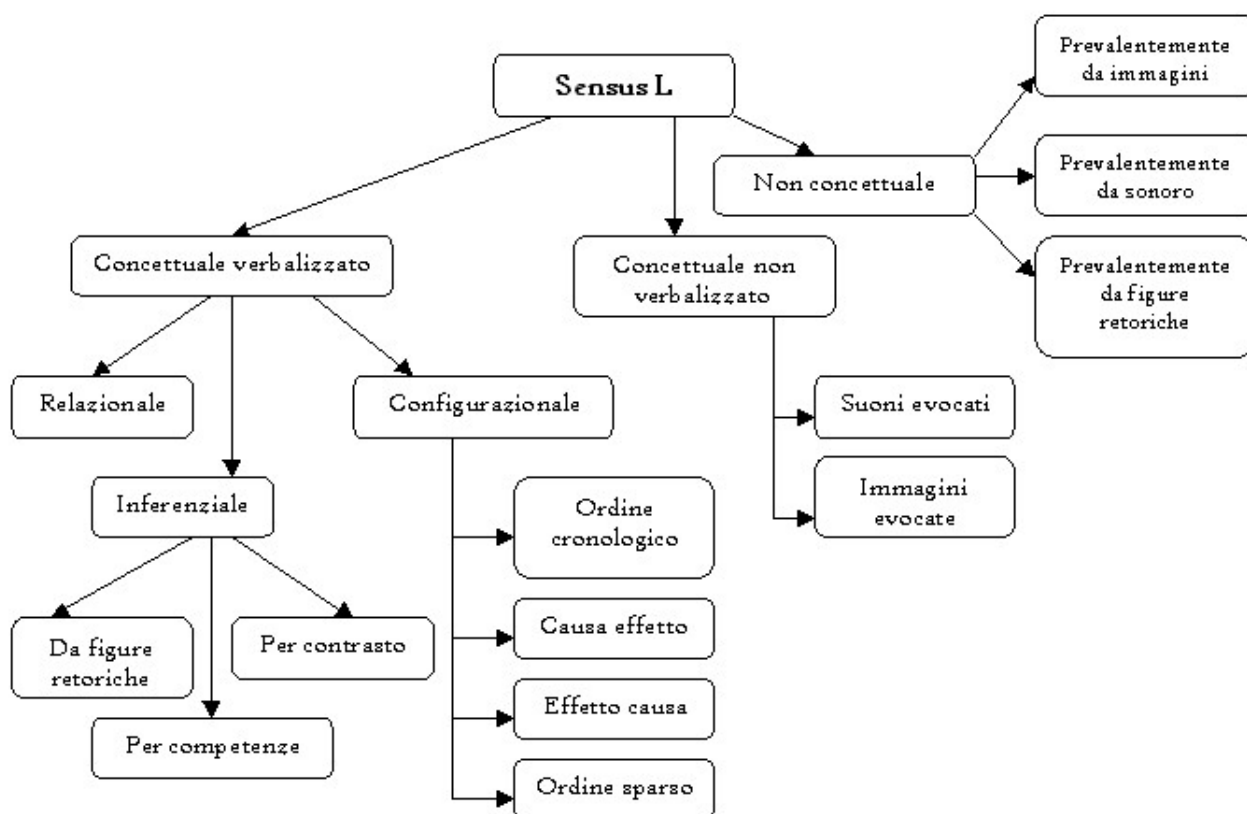 Sensus L
Prevalentemente
da immagini
Non concettuale
Prevalentemente
da sonoro
Concettuale verbalizzato
Concettuale non
verbalizzato
Prevalentemente
da figure
retoriche
Relazionale
Configurazionale
Suoni evocati
Inferenziale
Immagini
evocate
Ordine
cronologico
Da figure
retoriche
Per contrasto
Causa effetto
Per competenze
Effetto causa
Ordine sparso